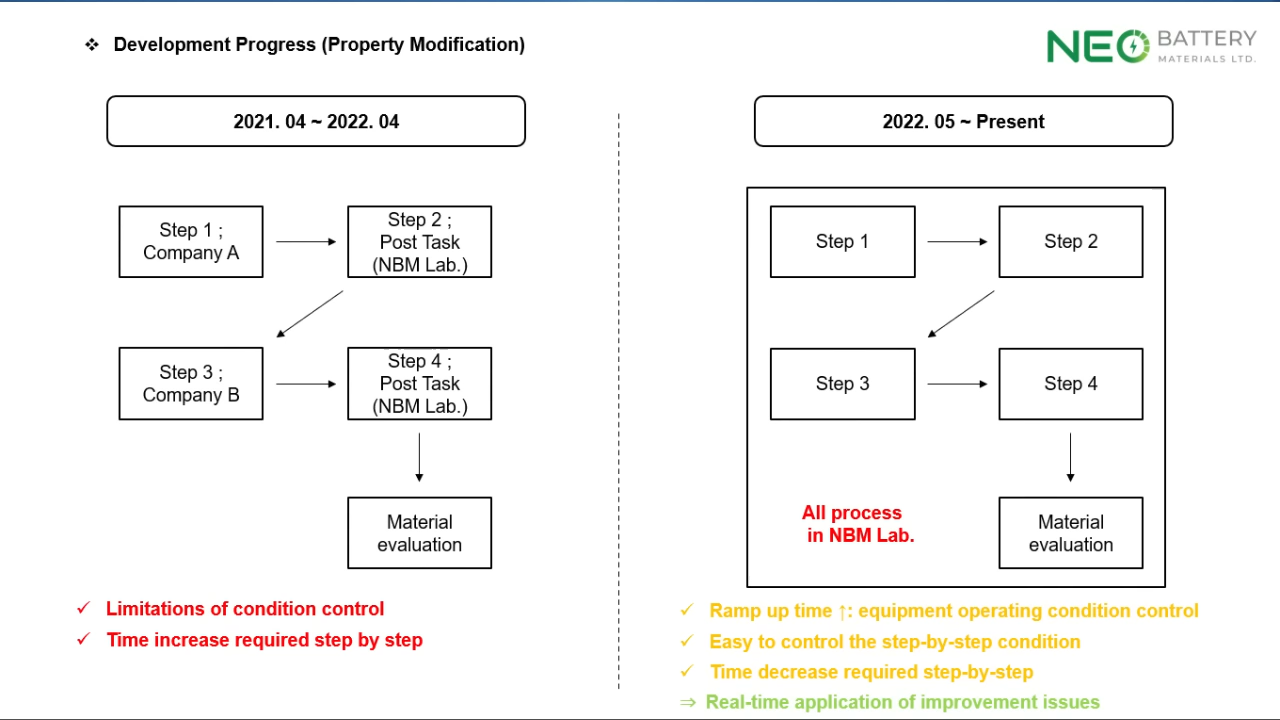 ❖ Development Progress (Property Modification)
NEO BATTERY
MATERIALS LTD.
2021. 04 ~ 2022. 04
Step 1 ;
Company A
Step 2 ;
Post Task
(NBM Lab.)
Step 3 ;
Company B
Step 4 ;
Post Task
(NBM Lab.)
Material
evaluation
✓ Limitations of condition control
✓ Time increase required step by step
2022. 05 ~ Present
Step 1
Step 2
Step 3
Step 4
All process
in NBM Lab.
Material
evaluation
✓ Ramp up time ↑: equipment operating condition control
✓ Easy to control the step-by-step condition
✓ Time decrease required step-by-step
⇒ Real-time application of improvement issues